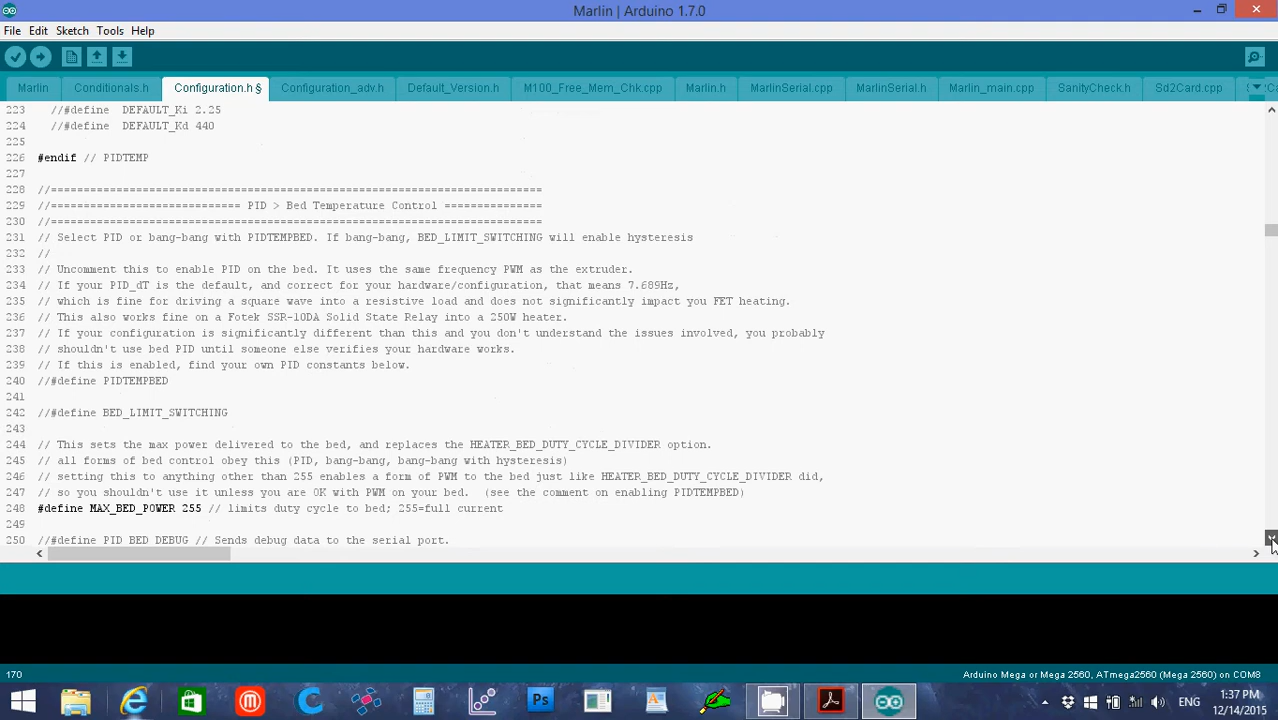 Marlin | Arduino 1.7.0
File Edit Sketch Tools Help
Marlin Conditionals.h Configuration.h § Configuration_adv.h Default_Version.h M100_Free_Mem_Chk.cpp Marlin.h MarlinSerial.cpp MarlinSerial.h Marlin_main.cpp SanityCheck.h Sd2Card.cpp
223 //#define DEFAULT_Ki 2.25
224 //#define DEFAULT_Kd 440
225
226 #endif // PIDTEMP
227
228 //===========================================================================
229 //============================= PID > Bed Temperature Control ===============
230 //===========================================================================
231 // Select PID or bang-bang with PIDTEMPBED. If bang-bang, BED_LIMIT_SWITCHING will enable hysteresis
232 //
233 // Uncomment this to enable PID on the bed. It uses the same frequency PWM as the extruder.
234 // If your PID_dT is the default, and correct for your hardware/configuration, that means 7.689Hz,
235 // which is fine for driving a square wave into a resistive load and does not significantly impact you FET heating.
236 // This also works fine on a Fotek SSR-10DA Solid State Relay into a 250W heater.
237 // If your configuration is significantly different than this and you don't understand the issues involved, you probably
238 // shouldn't use bed PID until someone else verifies your hardware works.
239 // If this is enabled, find your own PID constants below.
240 //#define PIDTEMPBED
241
242 //#define BED_LIMIT_SWITCHING
243
244 // This sets the max power delivered to the bed, and replaces the HEATER_BED_DUTY_CYCLE_DIVIDER option.
245 // all forms of bed control obey this (PID, bang-bang, bang-bang with hysteresis)
246 // setting this to anything other than 255 enables a form of PWM to the bed just like HEATER_BED_DUTY_CYCLE_DIVIDER did,
247 // so you shouldn't use it unless you are OK with PWM on your bed. (see the comment on enabling PIDTEMPBED)
248 #define MAX_BED_POWER 255 // limits duty cycle to bed; 255=full current
249
250 //#define PID_BED_DEBUG // Sends debug data to the serial port.
170 Arduino Mega or Mega 2560, ATmega2560 (Mega 2560) on COM8
Ps ENG 1:37 PM
12/14/2015